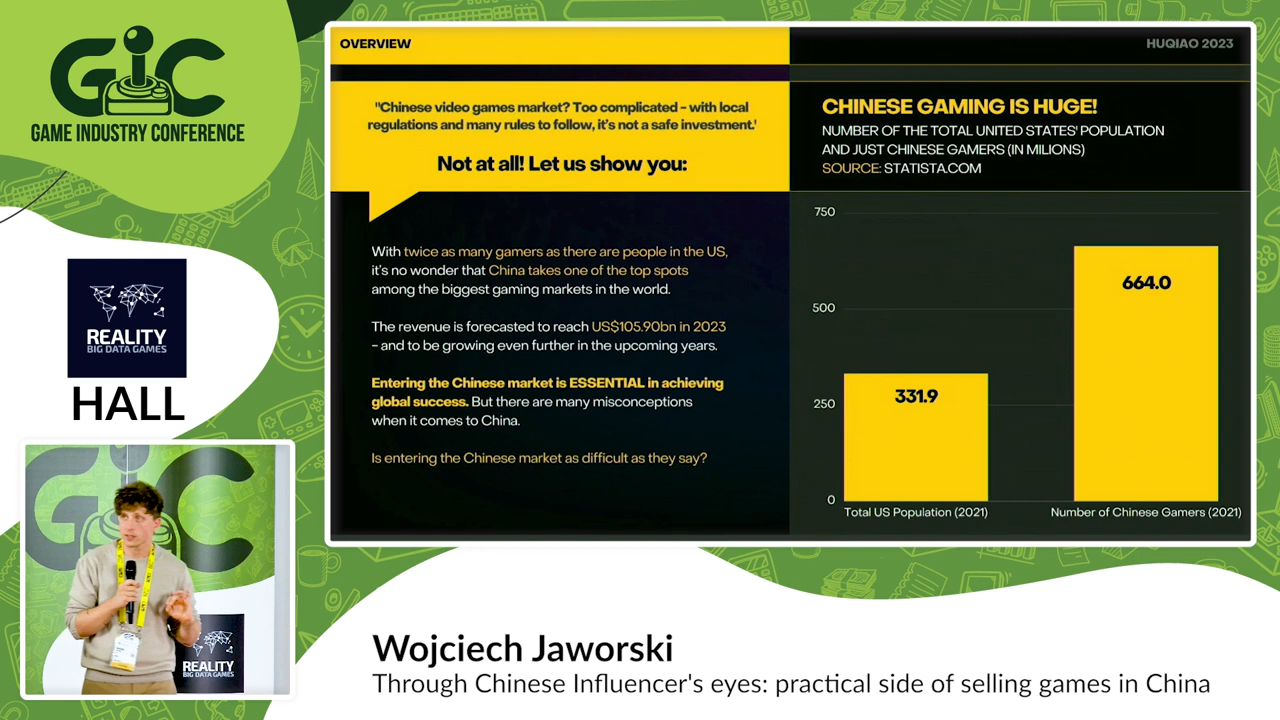 GIC
GAME INDUSTRY CONFERENCE
REALITY
BIG DATA GAMES
HALL
OVERVIEW
HUQIAO 2023
"Chinese video games market? Too complicated – with local
regulations and many rules to follow, it's not a safe investment.'
Not at all! Let us show you:
With twice as many gamers as there are people in the US,
it's no wonder that China takes one of the top spots
among the biggest gaming markets in the world.
The revenue is forecasted to reach US$105.90bn in 2023
– and to be growing even further in the upcoming years.
Entering the Chinese market is ESSENTIAL in achieving
global success. But there are many misconceptions
when it comes to China.
Is entering the Chinese market as difficult as they say?
CHINESE GAMING IS HUGE!
NUMBER OF THE TOTAL UNITED STATES' POPULATION
AND JUST CHINESE GAMERS (IN MILIONS)
SOURCE: STATISTA.COM
750
500
250
0
331.9
664.0
Total US Population (2021)
Number of Chinese Gamers (2021)
GIC
REALITY
BIG DATA GAMES
Wojciech Jaworski
Through Chinese Influencer's eyes: practical side of selling games in China